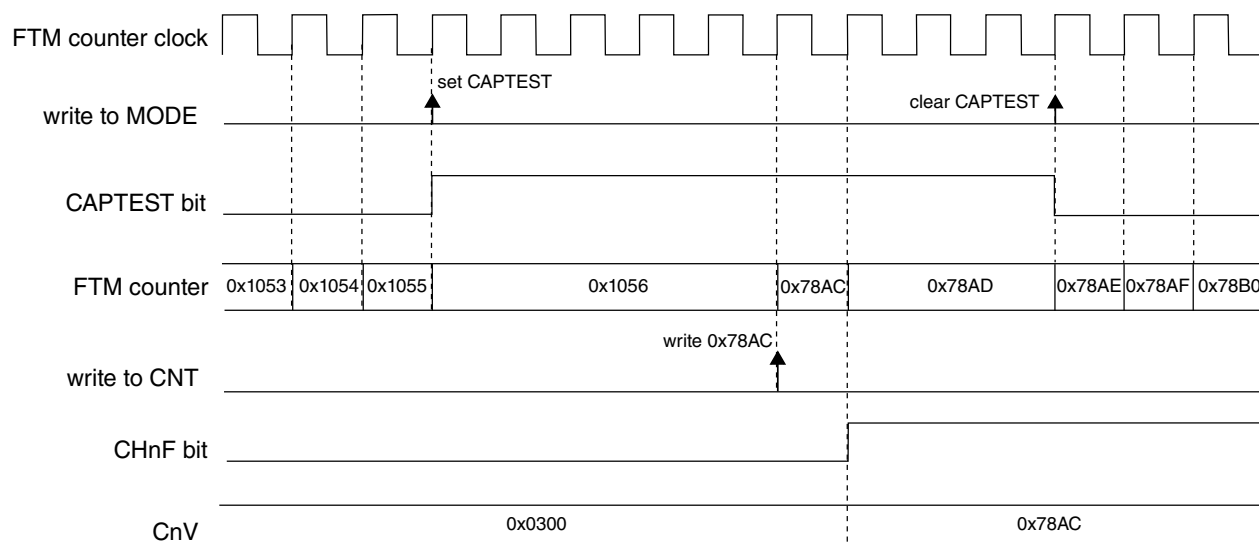 FTM counter clock
set CAPTEST
write to MODE
clear CAPTEST
CAPTEST bit
FTM counter
0x1053 0x1054 0x1055 0x1056 0x78AC 0x78AD 0x78AE 0x78AF 0x78B0
write 0x78AC
write to CNT
CHnF bit
CnV
0x0300 0x78AC